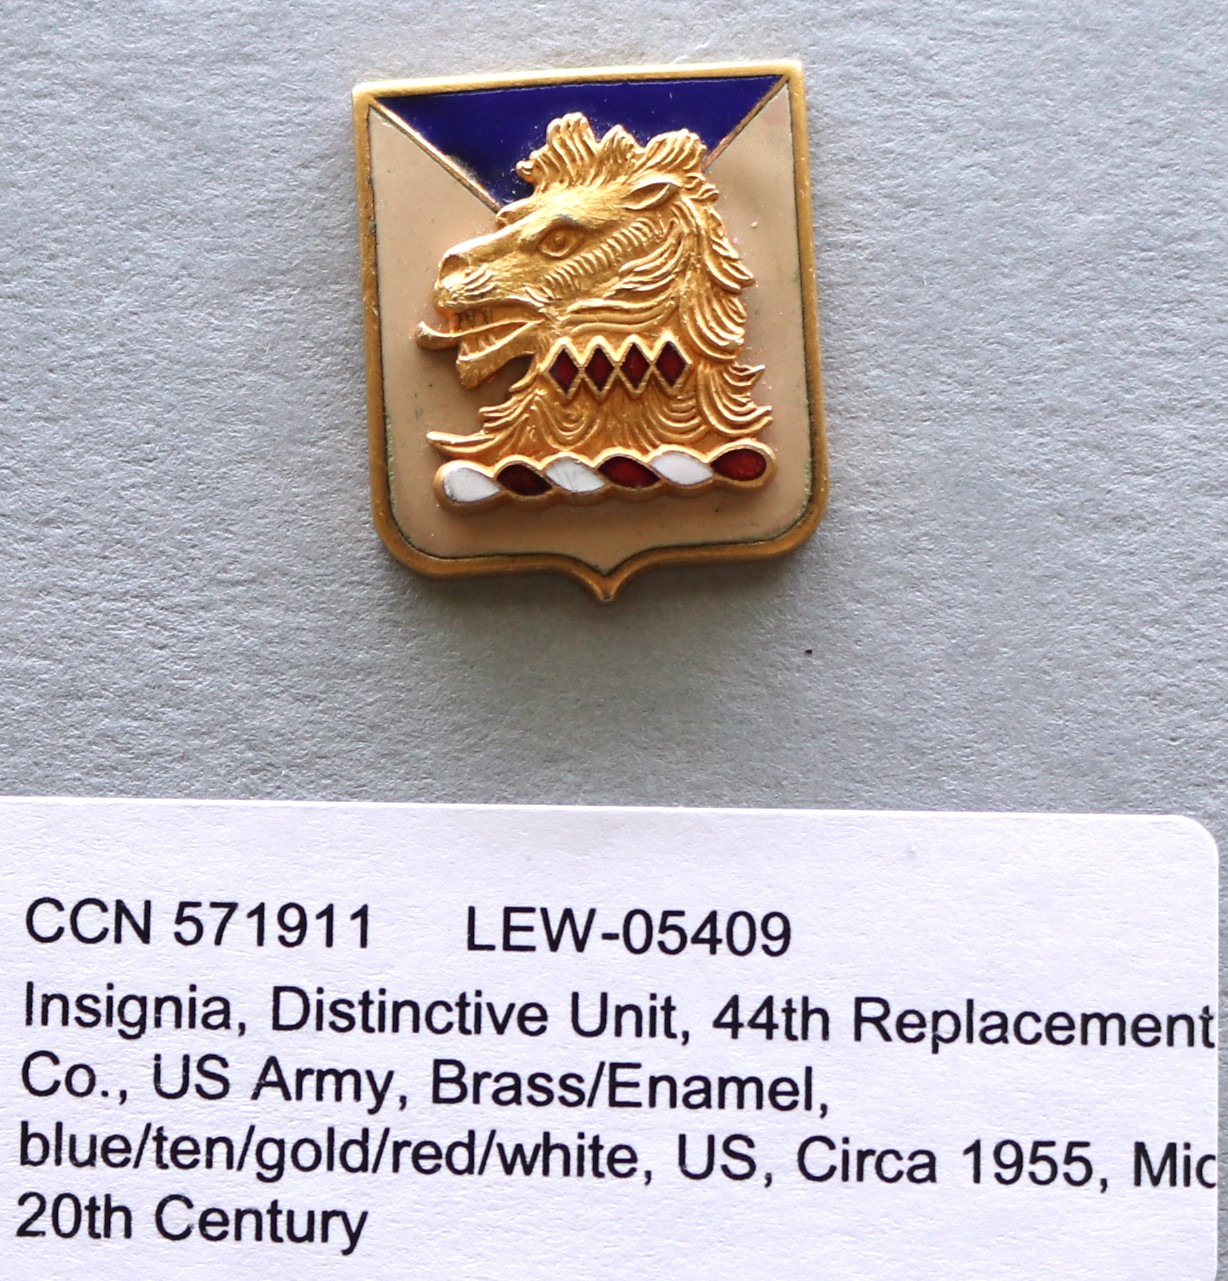 CCN 571911 LEW-05409
Insignia, Distinctive Unit, 44th Replacement
Co., US Army, Brass/Enamel,
blue/ten/gold/red/white, US, Circa 1955, Mic
20th Century